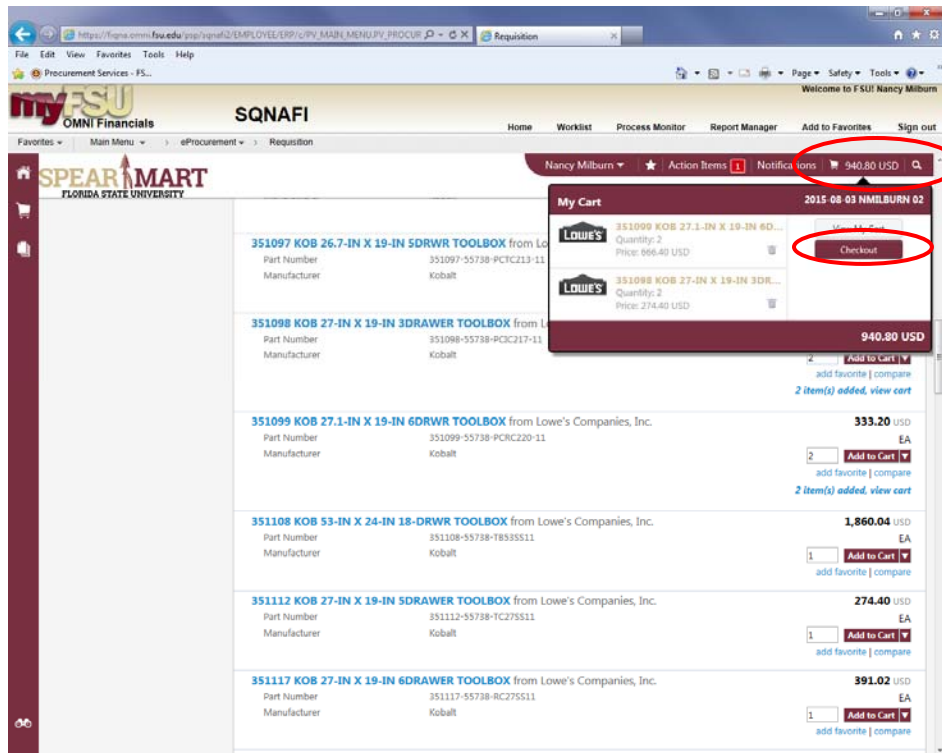 https://fsqna.omni.fsu.edu/psp/sqnafi2/EMPLOYEE/ERP/c/PV_MAIN_MENU.PV_PROCUR
Requisition
File Edit View Favorites Tools Help
Procurement Services - FS...
Page Safety Tools
Welcome to FSU! Nancy Milburn
myFSU
OMNI Financials
SQNAFI
Home Worklist Process Monitor Report Manager Add to Favorites Sign out
Favorites Main Menu > eProcurement > Requisition
SPEARMART
FLORIDA STATE UNIVERSITY
Nancy Milburn Action Items 1 Notifications 940.80 USD
My Cart 2015-08-03 NMILBURN 02
LOWE'S 351099 KOB 27.1-IN X 19-IN 6D...
Quantity: 2
Price: 666.40 USD
View My Cart
Checkout
LOWE'S 351098 KOB 27-IN X 19-IN 3DR...
Quantity: 2
Price: 274.40 USD
940.80 USD
351097 KOB 26.7-IN X 19-IN 5DRWR TOOLBOX from Lo
Part Number 351097-55738-PCTC213-11
Manufacturer Kobalt
351098 KOB 27-IN X 19-IN 3DRAWER TOOLBOX from L
Part Number 351098-55738-PCIC217-11
Manufacturer Kobalt
2 Add to Cart
add favorite | compare
2 item(s) added, view cart
351099 KOB 27.1-IN X 19-IN 6DRWR TOOLBOX from Lowe's Companies, Inc. 333.20 USD
Part Number 351099-55738-PCRC220-11 EA
Manufacturer Kobalt 2 Add to Cart
add favorite | compare
2 item(s) added, view cart
351108 KOB 53-IN X 24-IN 18-DRWR TOOLBOX from Lowe's Companies, Inc. 1,860.04 USD
Part Number 351108-55738-TB53SS11 EA
Manufacturer Kobalt 1 Add to Cart
add favorite | compare
351112 KOB 27-IN X 19-IN 5DRAWER TOOLBOX from Lowe's Companies, Inc. 274.40 USD
Part Number 351112-55738-TC27SS11 EA
Manufacturer Kobalt 1 Add to Cart
add favorite | compare
351117 KOB 27-IN X 19-IN 6DRAWER TOOLBOX from Lowe's Companies, Inc. 391.02 USD
Part Number 351117-55738-RC27SS11 EA
Manufacturer Kobalt 1 Add to Cart
add favorite | compare